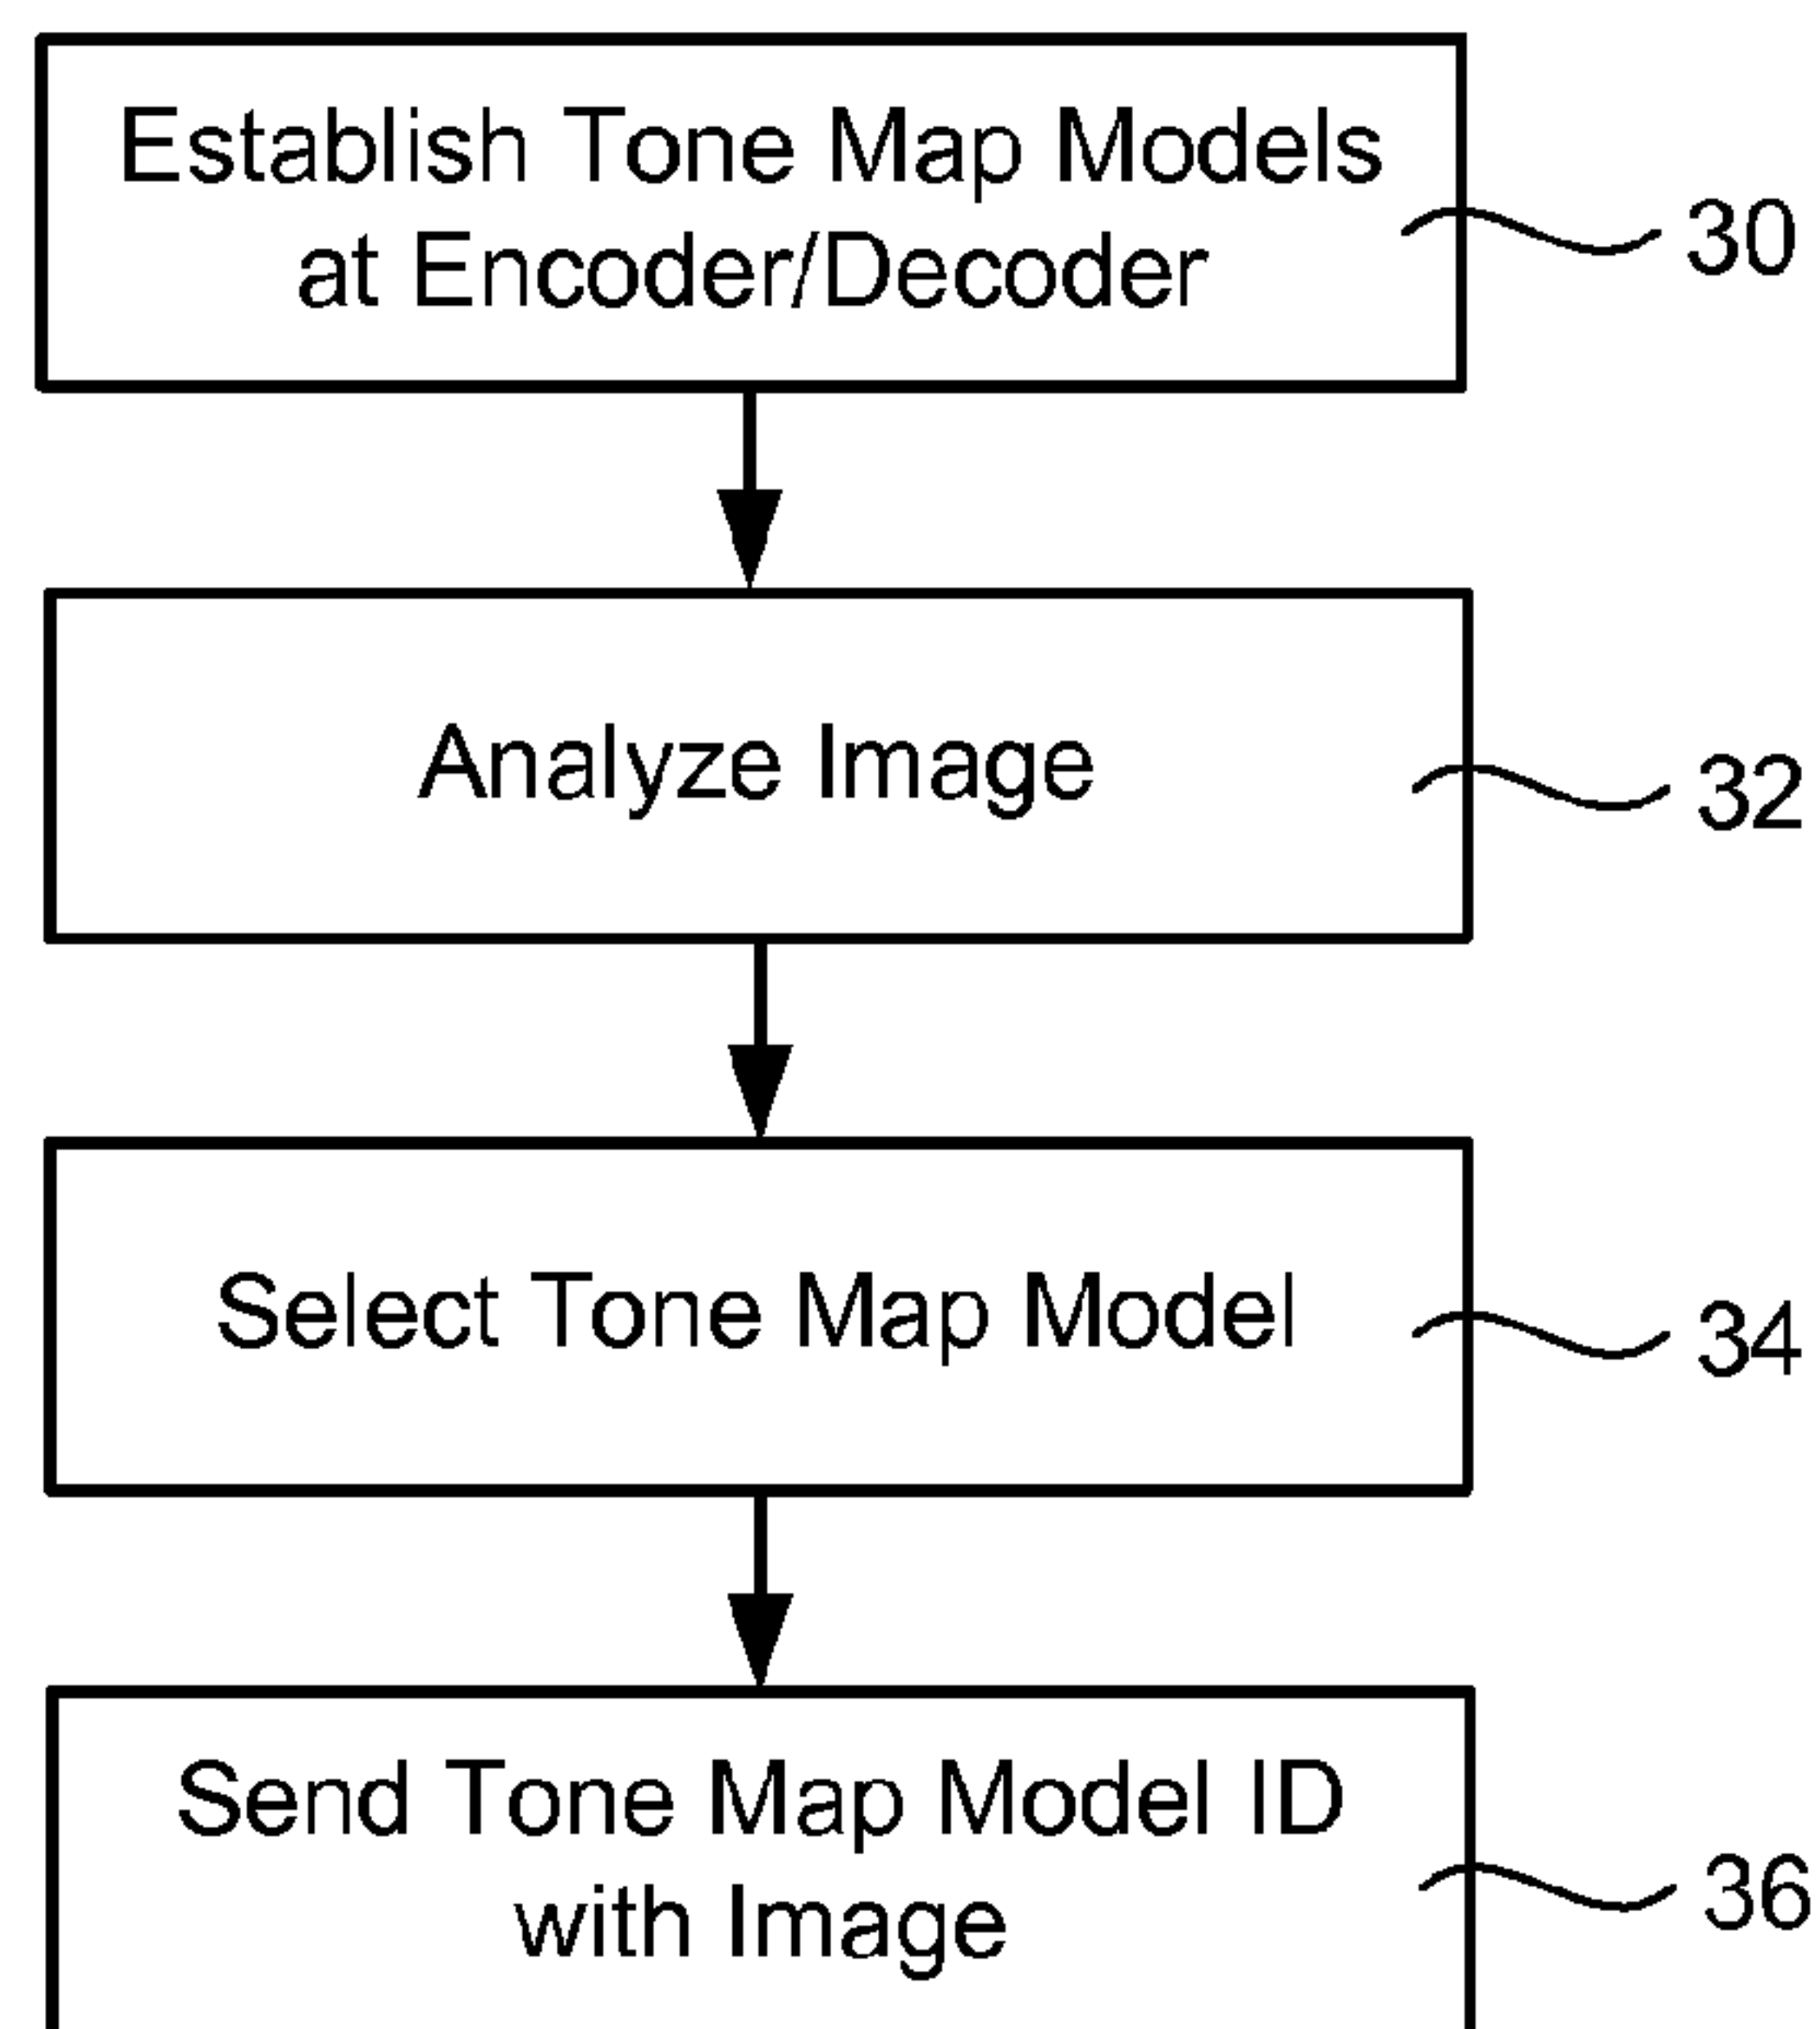 Establish Tone Map Models
at Encoder/Decoder
30
Analyze Image
32
Select Tone Map Model
34
Send Tone Map Model ID
with Image
36